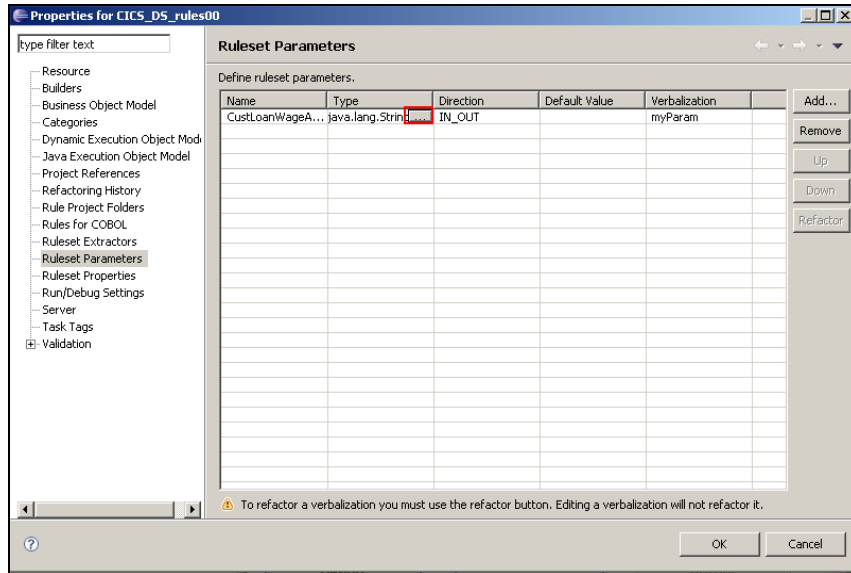 Properties for CICS_DS_rules00
type filter text
Resource
Builders
Business Object Model
Categories
Dynamic Execution Object Mod
Java Execution Object Model
Project References
Refactoring History
Rule Project Folders
Rules for COBOL
Ruleset Extractors
Ruleset Parameters
Ruleset Properties
Run/Debug Settings
Server
Task Tags
Validation
Ruleset Parameters
Define ruleset parameters.
Name Type Direction Default Value Verbalization
CustLoanWageA... java.lang.String ... IN_OUT myParam
Add...
Remove
Up
Down
Refactor
To refactor a verbalization you must use the refactor button. Editing a verbalization will not refactor it.
OK Cancel